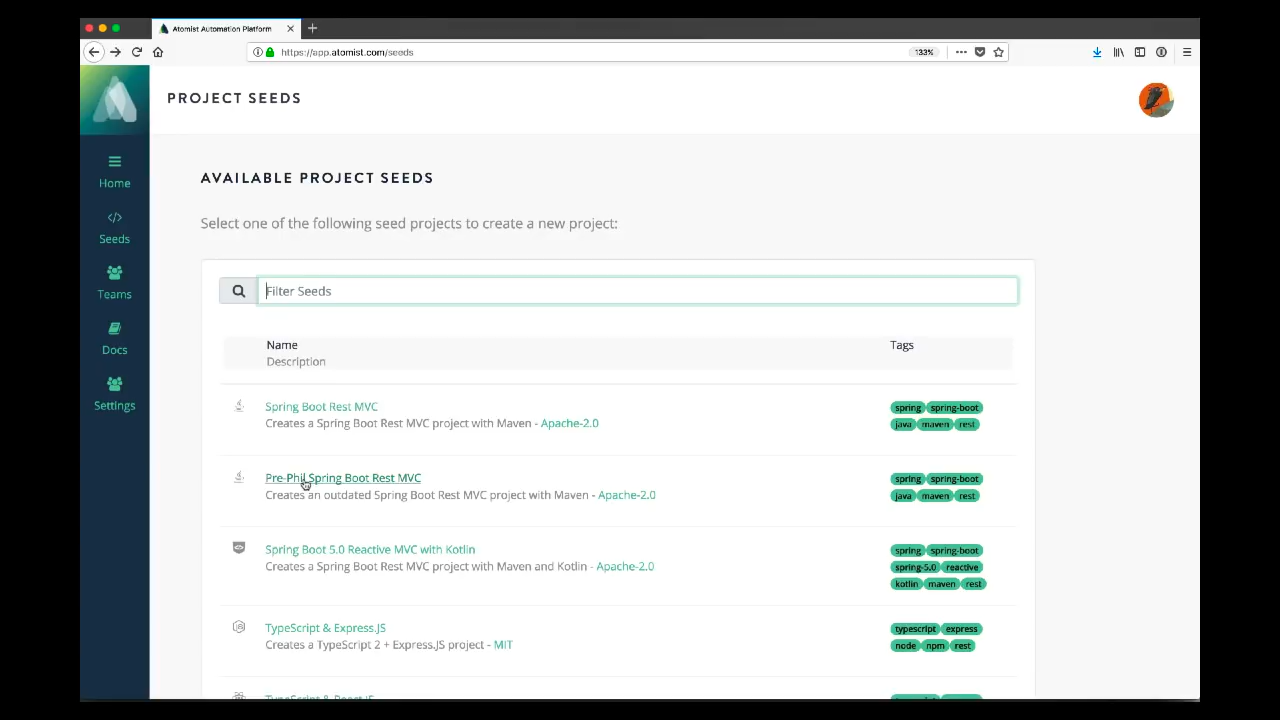 Atomist Automation Platform
https://app.atomist.com/seeds
133%
PROJECT SEEDS
Home
Seeds
Teams
Docs
Settings
AVAILABLE PROJECT SEEDS
Select one of the following seed projects to create a new project:
Filter Seeds
Name
Description
Tags
Spring Boot Rest MVC
Creates a Spring Boot Rest MVC project with Maven - Apache-2.0
spring spring-boot
java maven rest
Pre-Phil Spring Boot Rest MVC
Creates an outdated Spring Boot Rest MVC project with Maven - Apache-2.0
spring spring-boot
java maven rest
Spring Boot 5.0 Reactive MVC with Kotlin
Creates a Spring Boot Rest MVC project with Maven and Kotlin - Apache-2.0
spring spring-boot
spring-5.0 reactive
kotlin maven rest
TypeScript & Express.JS
Creates a TypeScript 2 + Express.JS project - MIT
typescript express
node npm rest
TypeScript & React.JS